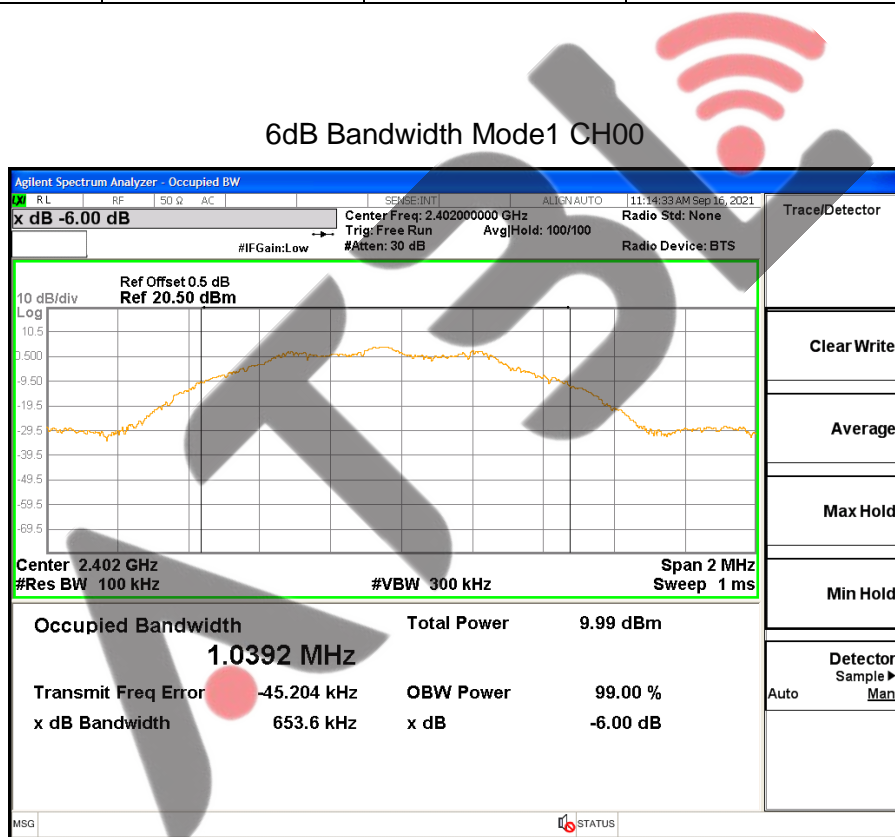 6dB Bandwidth Mode1 CH00
Agilent Spectrum Analyzer - Occupied BW
LXI RL RF 50 Ω AC SENSE:INT ALIGN AUTO 11:14:33 AM Sep 16, 2021
x dB -6.00 dB
Center Freq: 2.402000000 GHz
Radio Std: None
Trig: Free Run Avg|Hold: 100/100
#IFGain:Low #Atten: 30 dB Radio Device: BTS
Trace/Detector
Ref Offset 0.5 dB
10 dB/div Ref 20.50 dBm
Log
10.5
0.500
-9.50
-19.5
-29.5
-39.5
-49.5
-59.5
-69.5
Center 2.402 GHz Span 2 MHz
#Res BW 100 kHz #VBW 300 kHz Sweep 1 ms
Occupied Bandwidth Total Power 9.99 dBm
1.0392 MHz
Transmit Freq Error -45.204 kHz OBW Power 99.00 %
x dB Bandwidth 653.6 kHz x dB -6.00 dB
Clear Write
Average
Max Hold
Min Hold
Detector
Sample
Auto Man
MSG STATUS